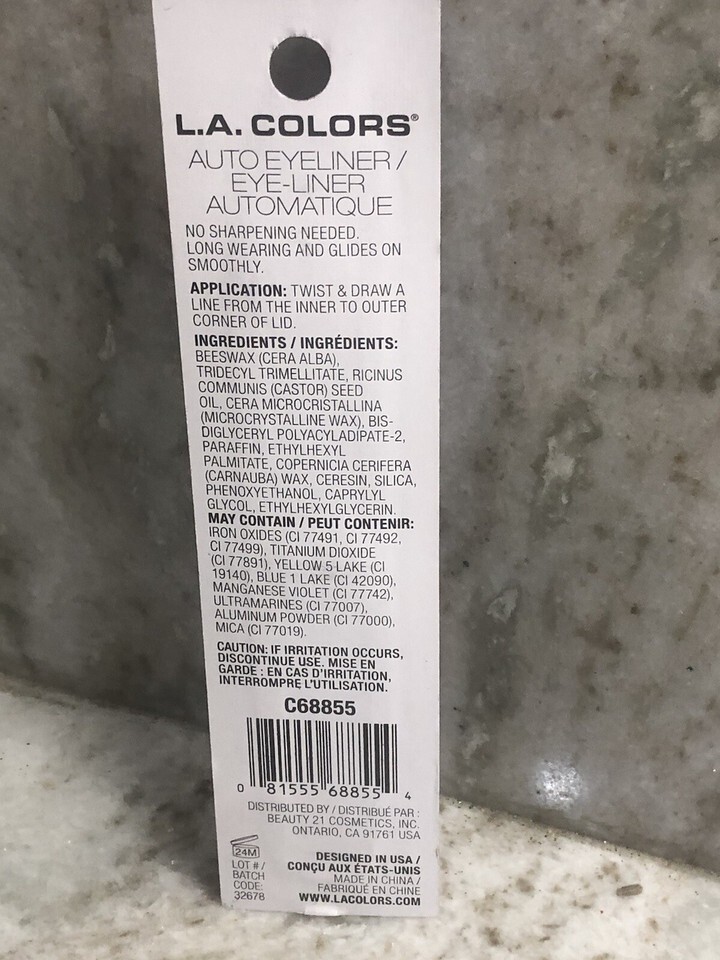 L.A. COLORS®
AUTO EYELINER /
EYE-LINER
AUTOMATIQUE
NO SHARPENING NEEDED.
LONG WEARING AND GLIDES ON
SMOOTHLY.
APPLICATION: TWIST & DRAW A
LINE FROM THE INNER TO OUTER
CORNER OF LID.
INGREDIENTS / INGRÉDIENTS:
BEESWAX (CERA ALBA),
TRIDECYL TRIMELLITATE, RICINUS
COMMUNIS (CASTOR) SEED
OIL, CERA MICROCRISTALLINA
(MICROCRYSTALLINE WAX), BIS-
DIGLYCERYL POLYACYLADIPATE-2,
PARAFFIN, ETHYLHEXYL
PALMITATE, COPERNICIA CERIFERA
(CARNAUBA) WAX, CERESIN, SILICA,
PHENOXYETHANOL, CAPRYLYL
GLYCOL, ETHYLHEXYLGLYCERIN.
MAY CONTAIN / PEUT CONTENIR:
IRON OXIDES (CI 77491, CI 77492,
CI 77499), TITANIUM DIOXIDE
(CI 77891), YELLOW 5 LAKE (CI
19140), BLUE 1 LAKE (CI 42090),
MANGANESE VIOLET (CI 77742),
ULTRAMARINES (CI 77007),
ALUMINUM POWDER (CI 77000),
MICA (CI 77019).
CAUTION: IF IRRITATION OCCURS,
DISCONTINUE USE. MISE EN
GARDE : EN CAS D'IRRITATION,
INTERROMPRE L'UTILISATION.
C68855
0 81555 68855 4
DISTRIBUTED BY / DISTRIBUÉ PAR :
BEAUTY 21 COSMETICS, INC.
ONTARIO, CA 91761 USA
24M
LOT # /
BATCH
CODE:
32678
DESIGNED IN USA /
CONÇU AUX ÉTATS-UNIS
MADE IN CHINA /
FABRIQUÉ EN CHINE
WWW.LACOLORS.COM